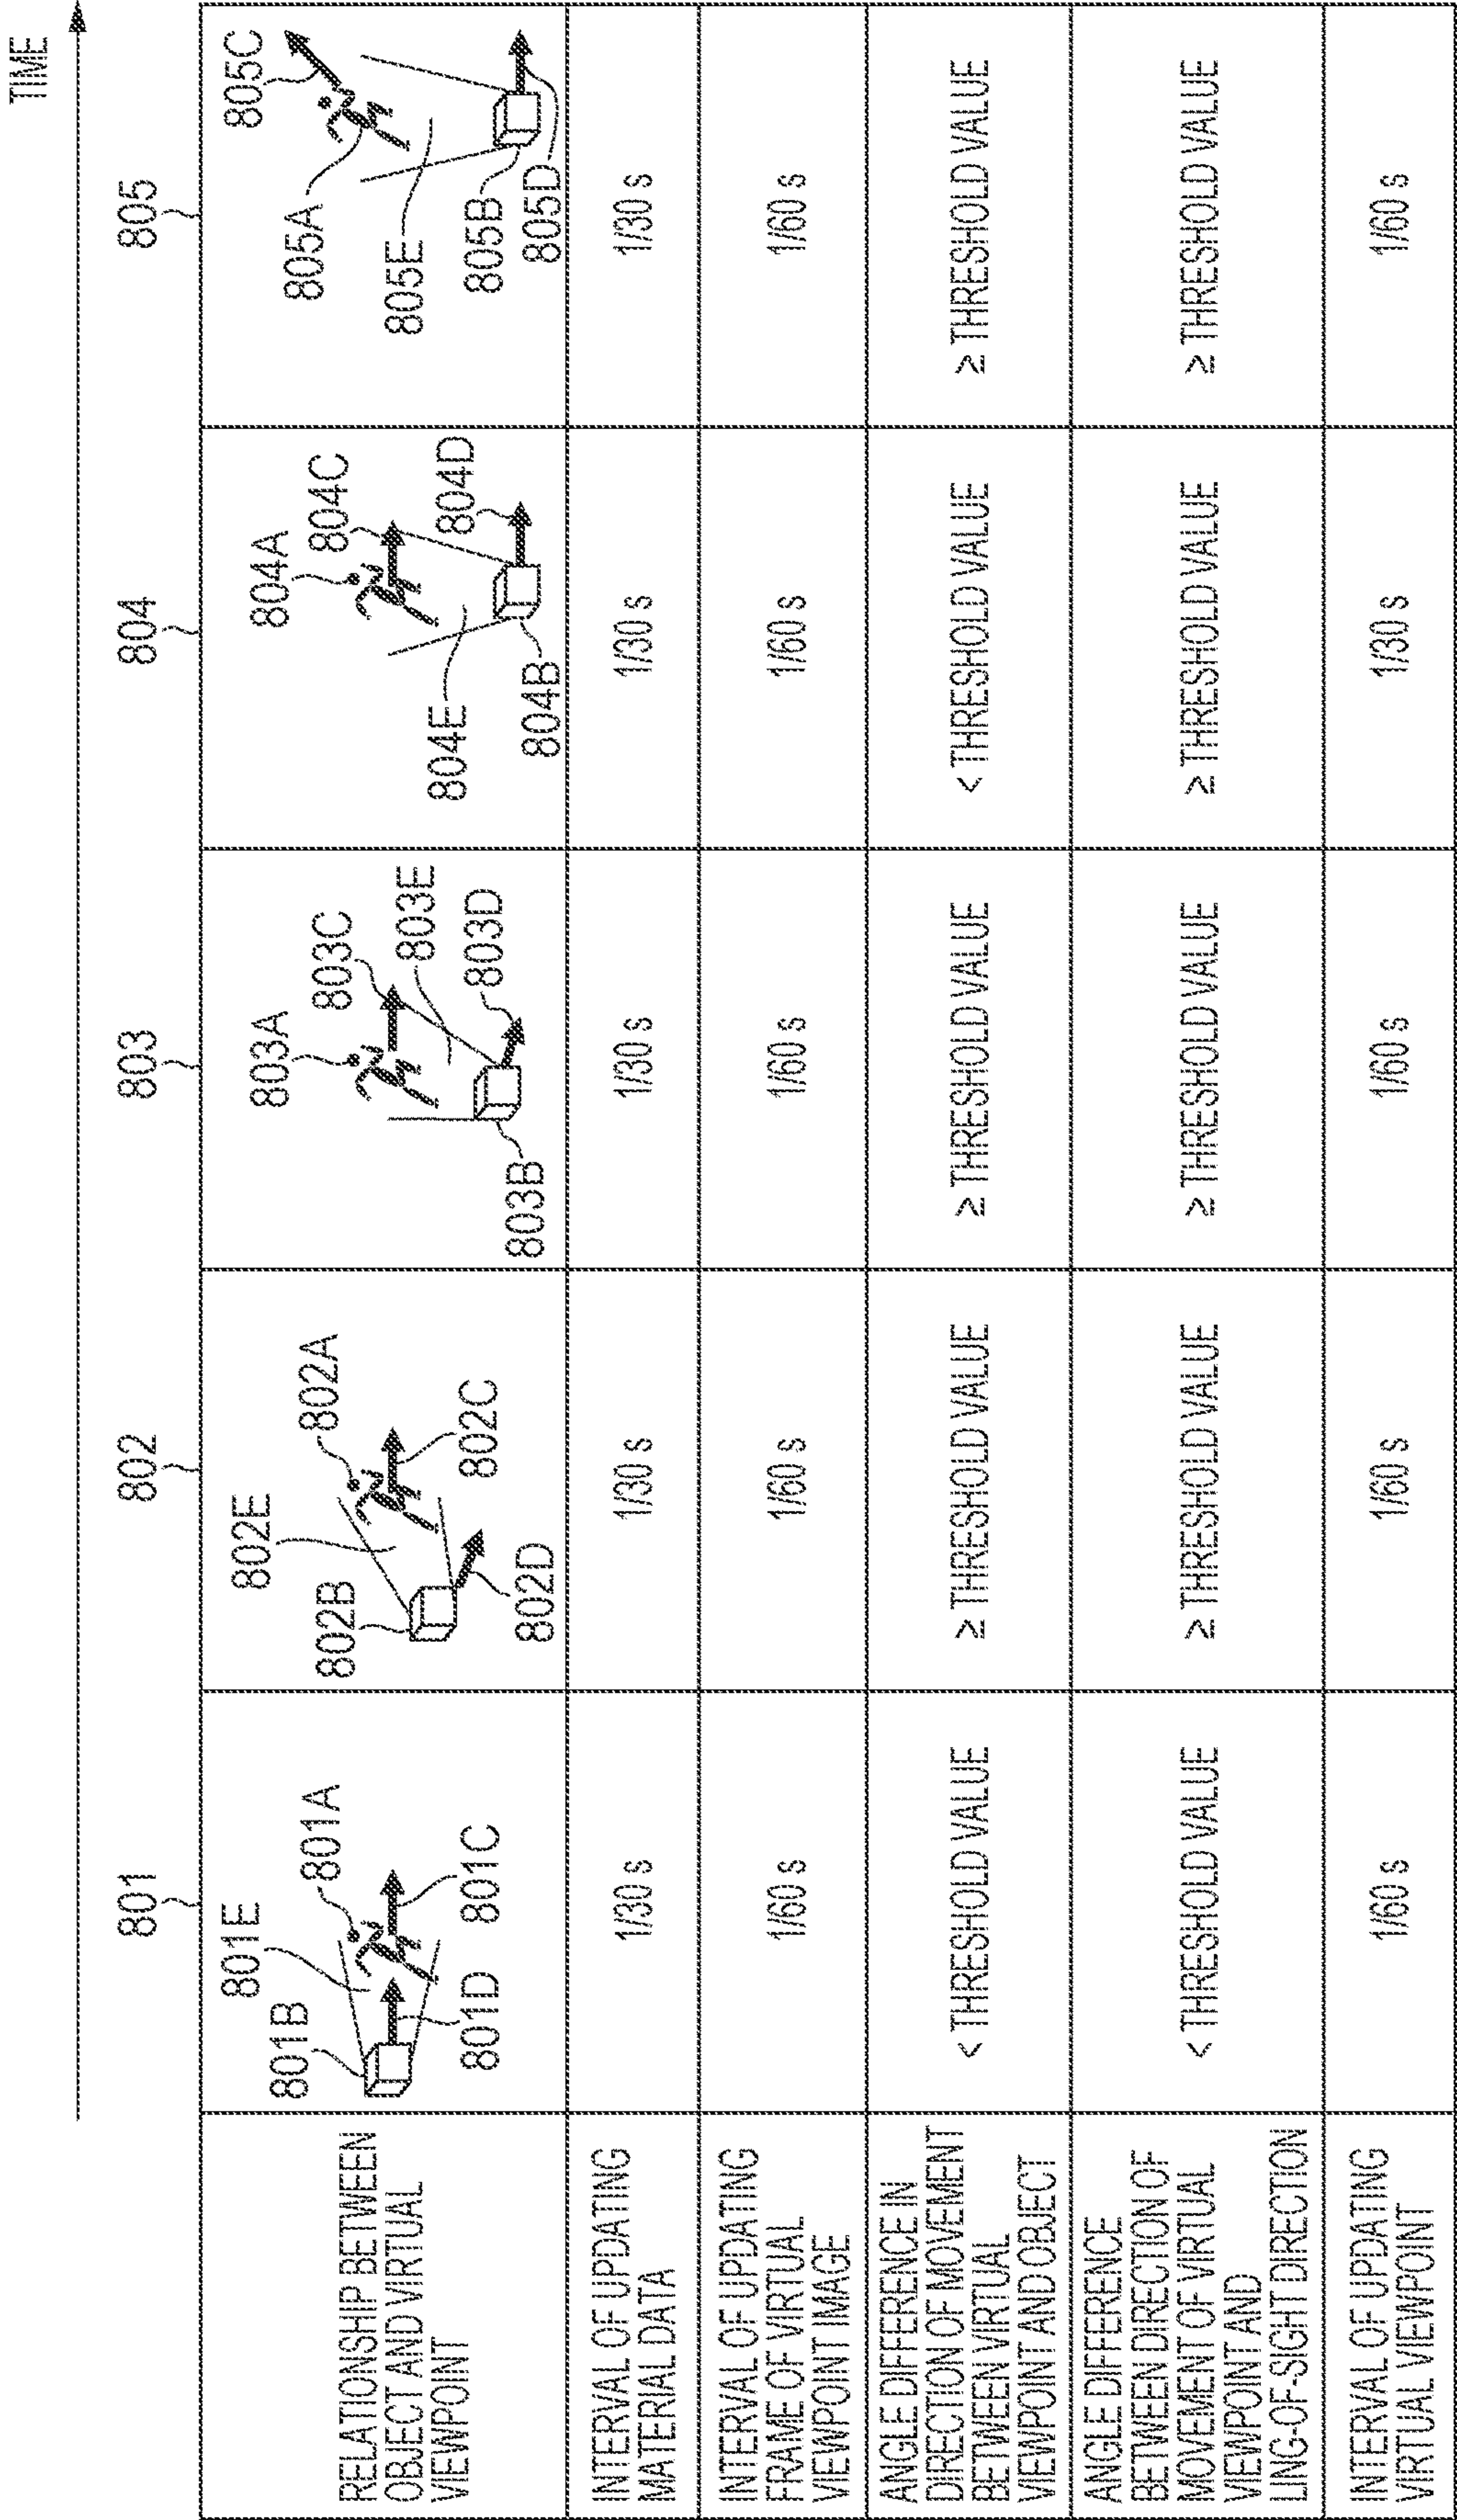 TIME
801
802
803
804
805
RELATIONSHIP BETWEEN
OBJECT AND VIRTUAL
VIEWPOINT
801B
801E
801A
801D
801C
802B
802E
802A
802D
802C
803B
803A
803C
803E
803D
804E
804B
804A
804C
804D
805A
805E
805B
805D
805C
INTERVAL OF UPDATING
MATERIAL DATA
1/30 s
1/30 s
1/30 s
1/30 s
1/30 s
INTERVAL OF UPDATING
FRAME OF VIRTUAL
VIEWPOINT IMAGE
1/60 s
1/60 s
1/60 s
1/60 s
1/60 s
ANGLE DIFFERENCE IN
DIRECTION OF MOVEMENT
BETWEEN VIRTUAL
VIEWPOINT AND OBJECT
< THRESHOLD VALUE
≥ THRESHOLD VALUE
≥ THRESHOLD VALUE
< THRESHOLD VALUE
≥ THRESHOLD VALUE
ANGLE DIFFERENCE
BETWEEN DIRECTION OF
MOVEMENT OF VIRTUAL
VIEWPOINT AND
LING-OF-SIGHT DIRECTION
< THRESHOLD VALUE
≥ THRESHOLD VALUE
≥ THRESHOLD VALUE
≥ THRESHOLD VALUE
≥ THRESHOLD VALUE
INTERVAL OF UPDATING
VIRTUAL VIEWPOINT
1/60 s
1/60 s
1/60 s
1/30 s
1/60 s